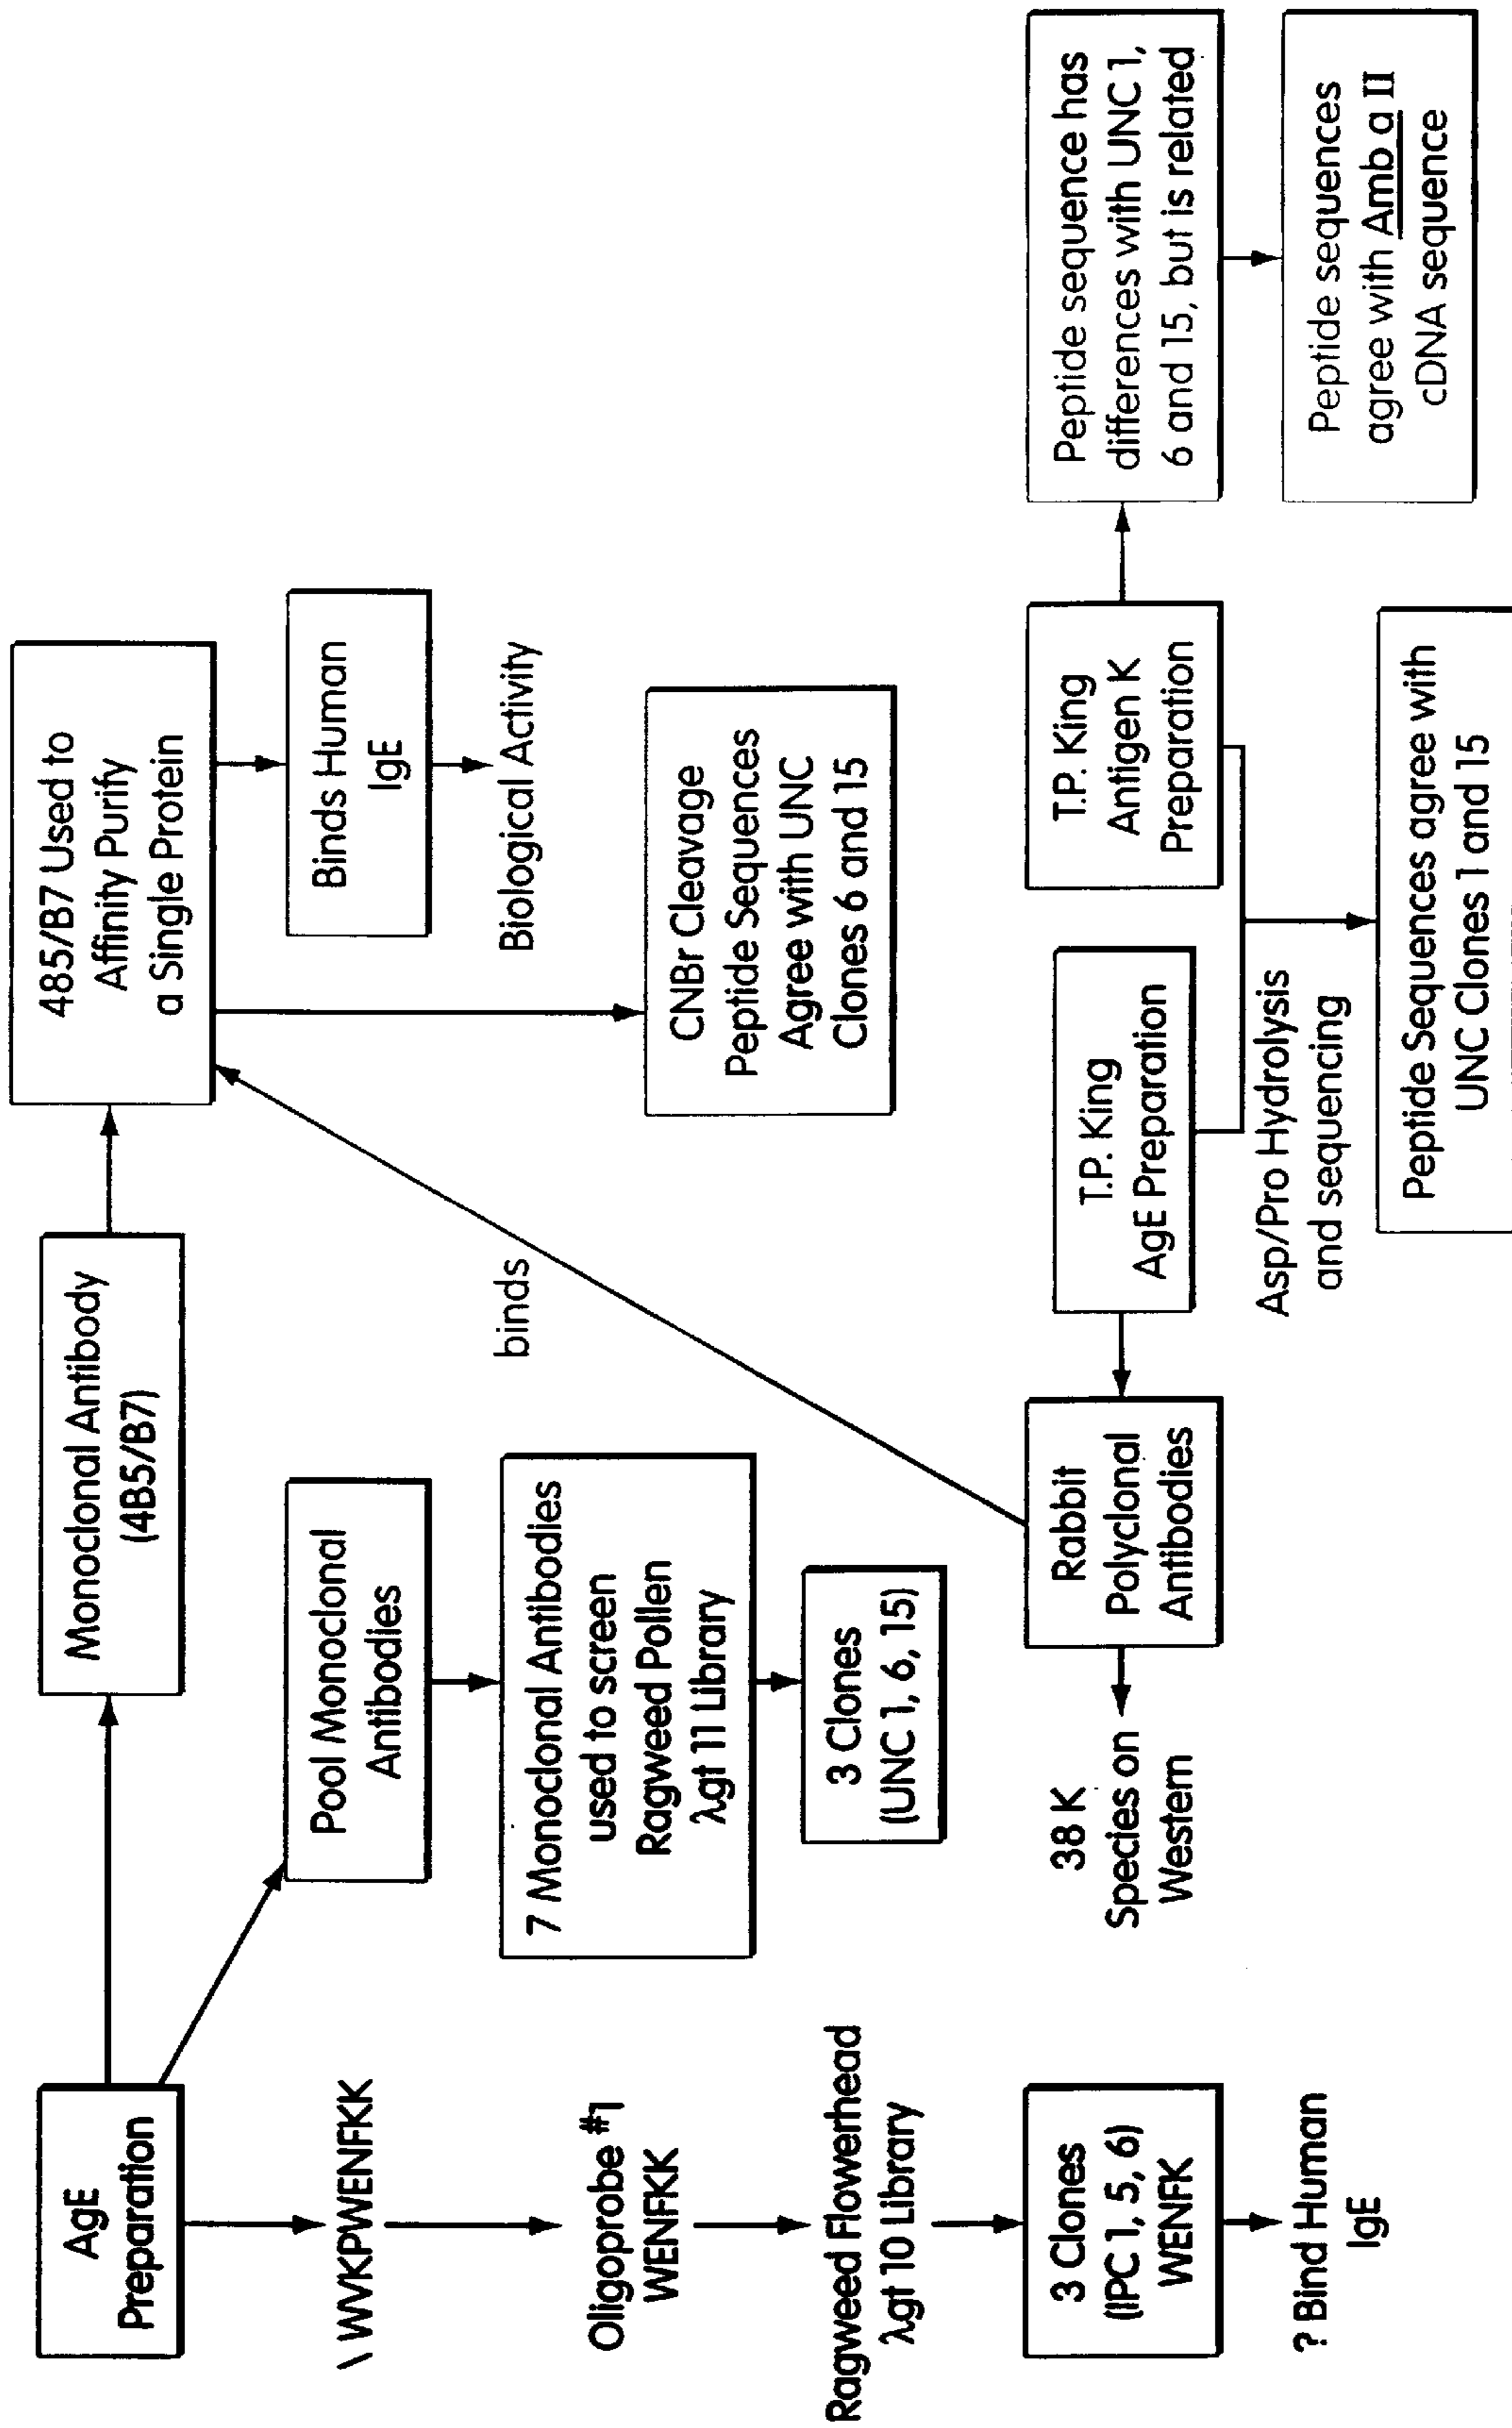 AgE
Preparation
\ WVKPWENFKK
Oligoprobe #1
WENFKK
Ragweed Flowerhead
λgt 10 Library
3 Clones
(IPC 1, 5, 6)
WENFK
? Bind Human
IgE
Monoclonal Antibody
(4B5/B7)
Pool Monoclonal
Antibodies
7 Monoclonal Antibodies
used to screen
Ragweed Pollen
λgt 11 Library
3 Clones
(UNC 1, 6, 15)
485/B7 Used to
Affinity Purify
a Single Protein
Binds Human
IgE
Biological Activity
CNBr Cleavage
Peptide Sequences
Agree with UNC
Clones 6 and 15
binds
38 K
Species on
Western
Rabbit
Polyclonal
Antibodies
T.P. King
AgE Preparation
T.P. King
Antigen K
Preparation
Asp/Pro Hydrolysis
and sequencing
Peptide Sequences agree with
UNC Clones 1 and 15
Peptide sequence has
differences with UNC 1,
6 and 15, but is related
Peptide sequences
agree with Amb a II
cDNA sequence